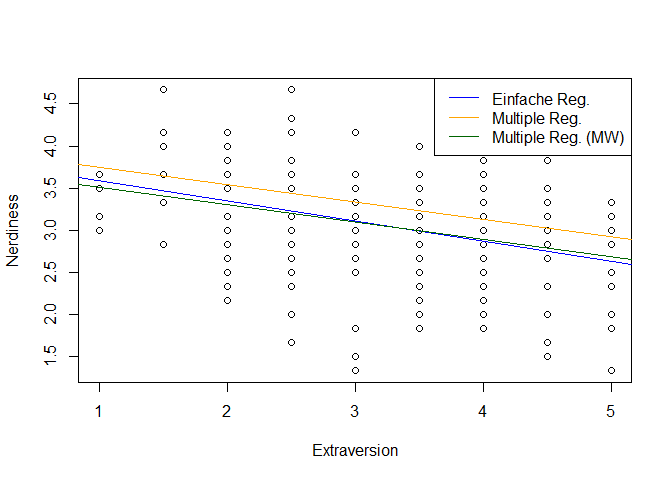 Einfache Reg.
Multiple Reg.
Multiple Reg. (MW)
Nerdiness
4.5
4.0
3.5
3.0
2.5
2.0
1.5
1 2 3 4 5
Extraversion